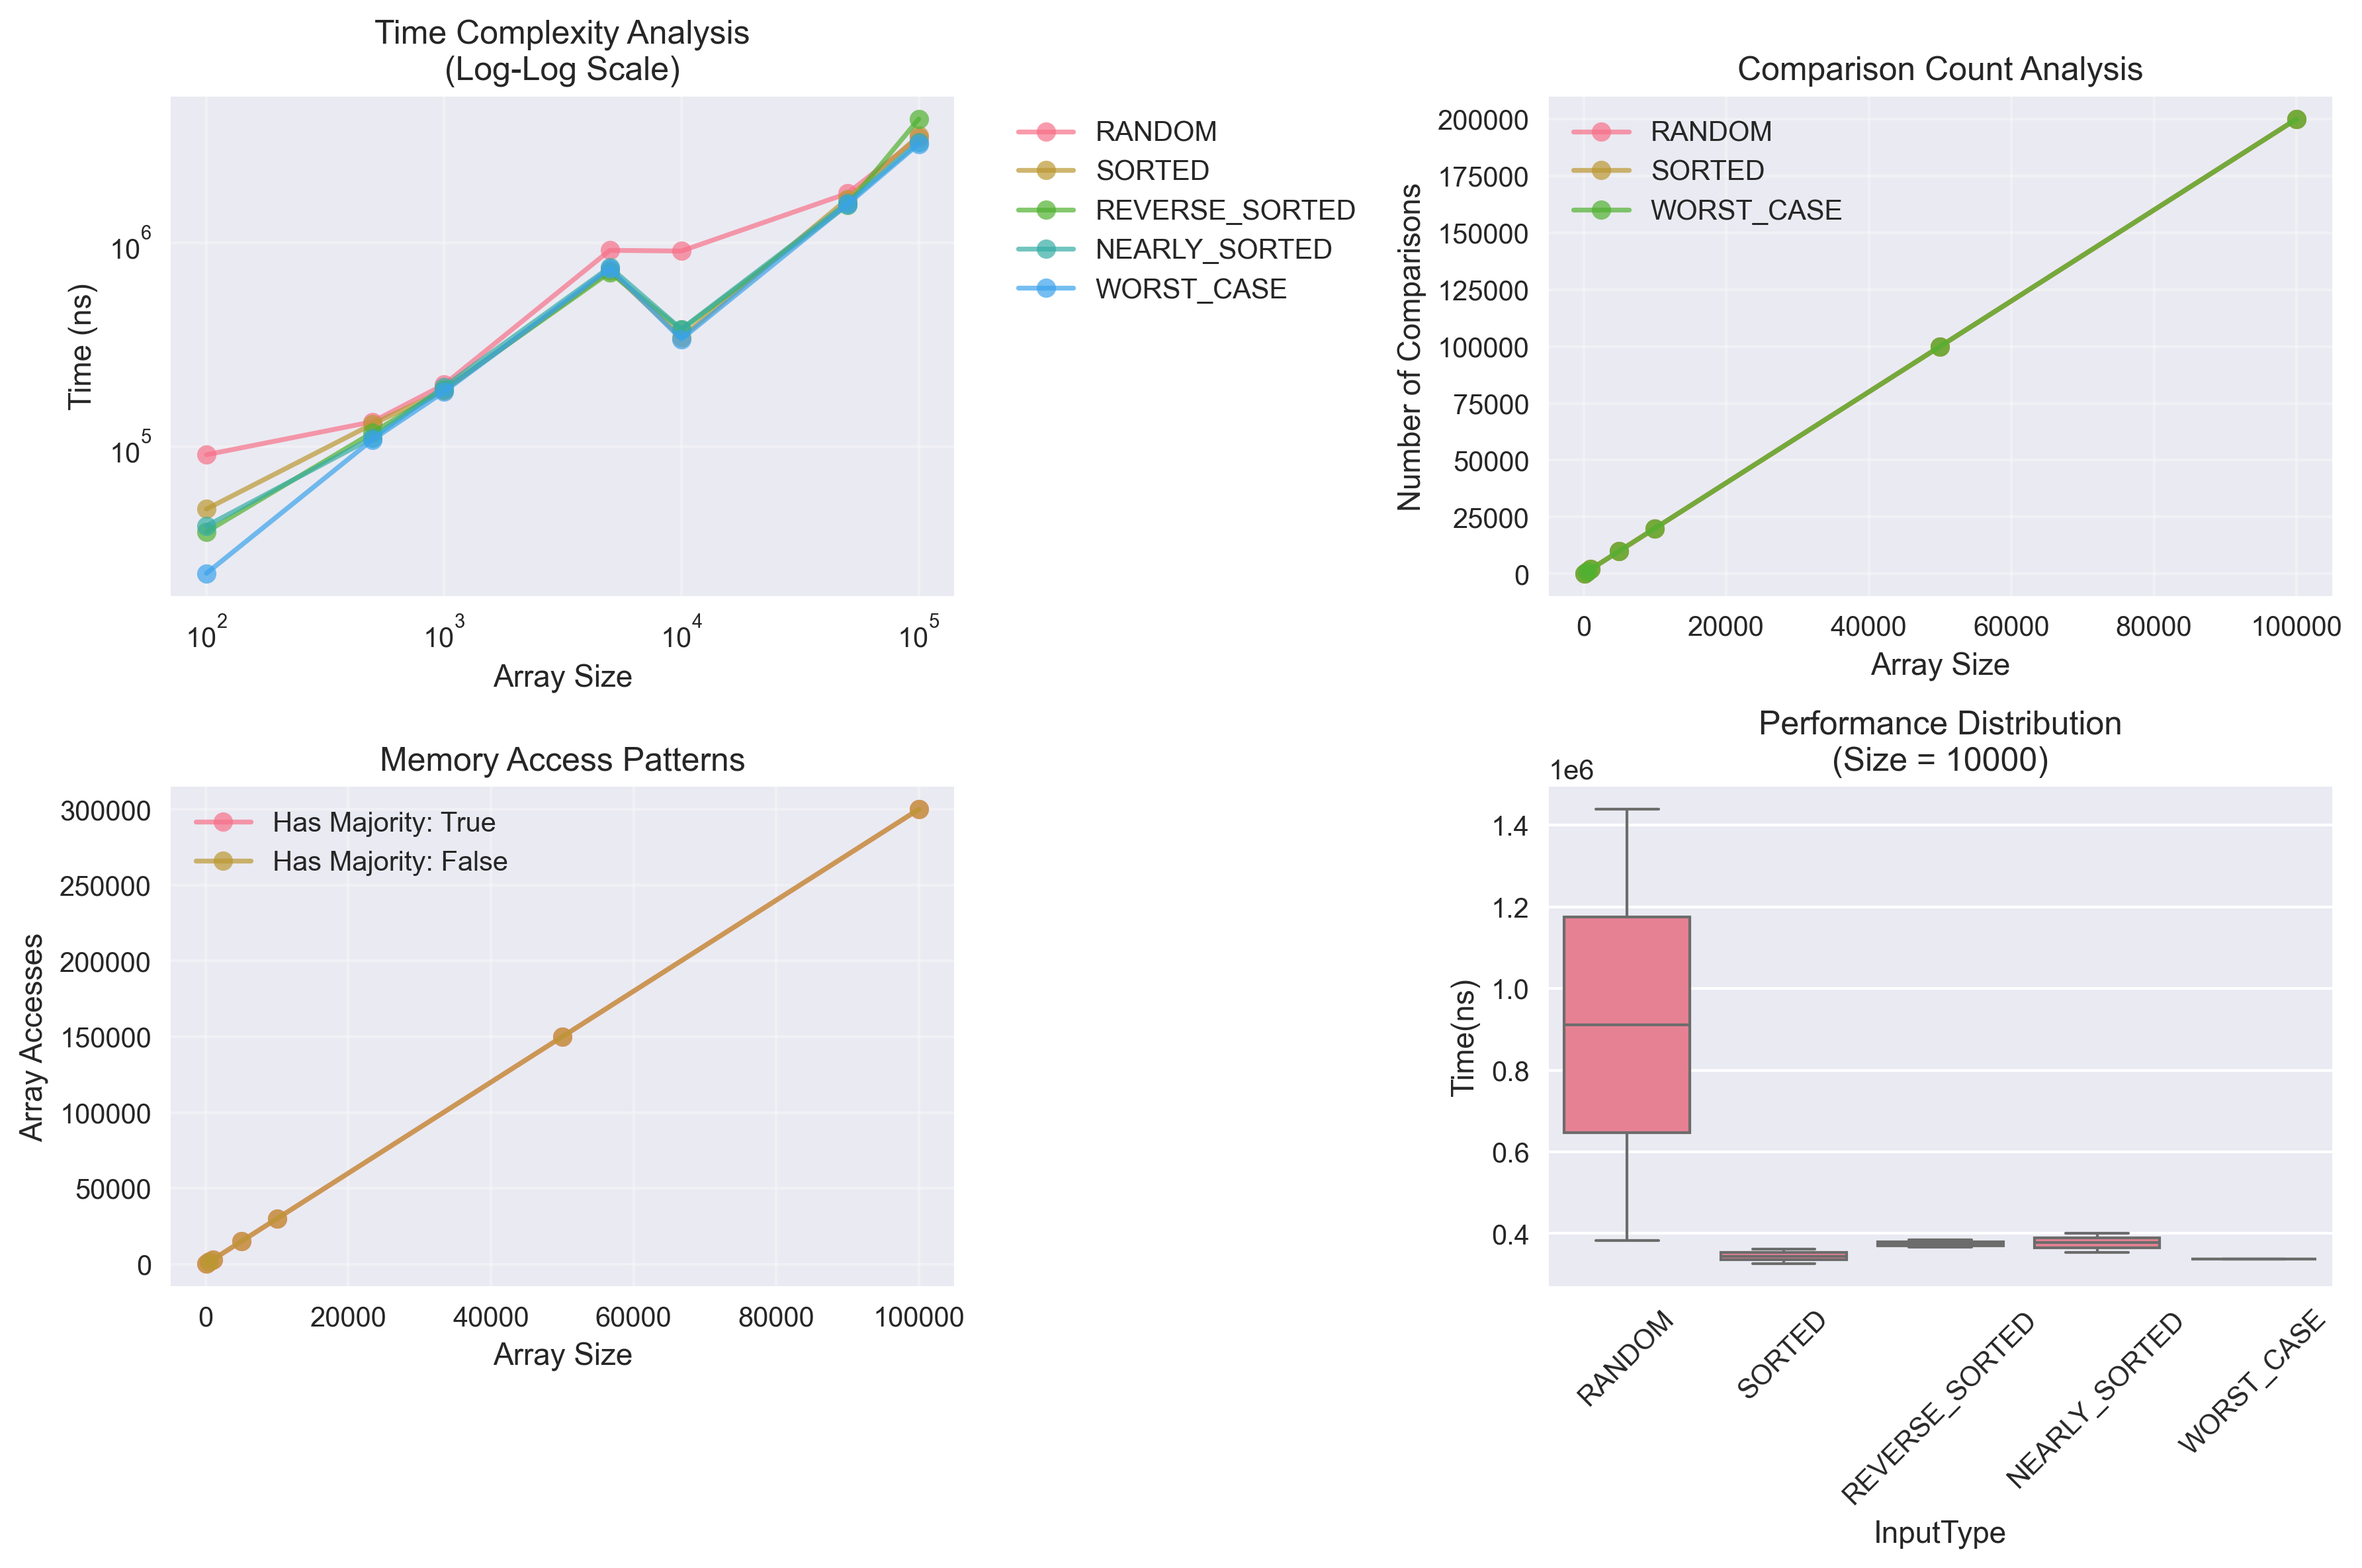 Time Complexity Analysis
(Log-Log Scale)
Time (ns)
10^6
10^5
10^2 10^3 10^4 10^5
Array Size
RANDOM
SORTED
REVERSE_SORTED
NEARLY_SORTED
WORST_CASE
Comparison Count Analysis
Number of Comparisons
200000
175000
150000
125000
100000
75000
50000
25000
0
RANDOM
SORTED
WORST_CASE
0 20000 40000 60000 80000 100000
Array Size
Memory Access Patterns
Array Accesses
300000
250000
200000
150000
100000
50000
0
Has Majority: True
Has Majority: False
0 20000 40000 60000 80000 100000
Array Size
Performance Distribution
(Size = 10000)
1e6
Time(ns)
1.4
1.2
1.0
0.8
0.6
0.4
RANDOM
SORTED
REVERSE_SORTED
NEARLY_SORTED
WORST_CASE
InputType